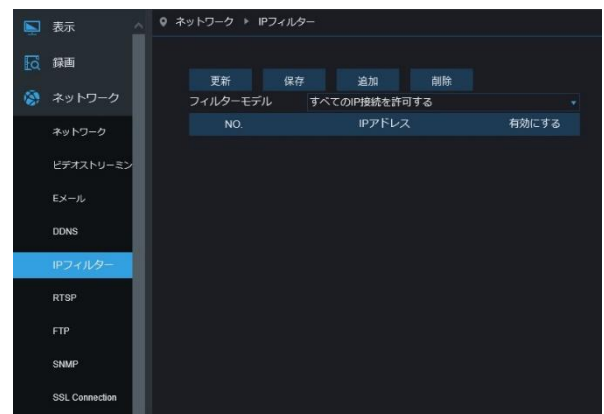 表示
録画
ネットワーク
ネットワーク
ビデオストリーミン
Eメール
DDNS
IPフィルター
RTSP
FTP
SNMP
SSL Connection
ネットワーク ▸ IPフィルター
更新 保存 追加 削除
フィルターモデル すべてのIP接続を許可する
NO. IPアドレス 有効にする